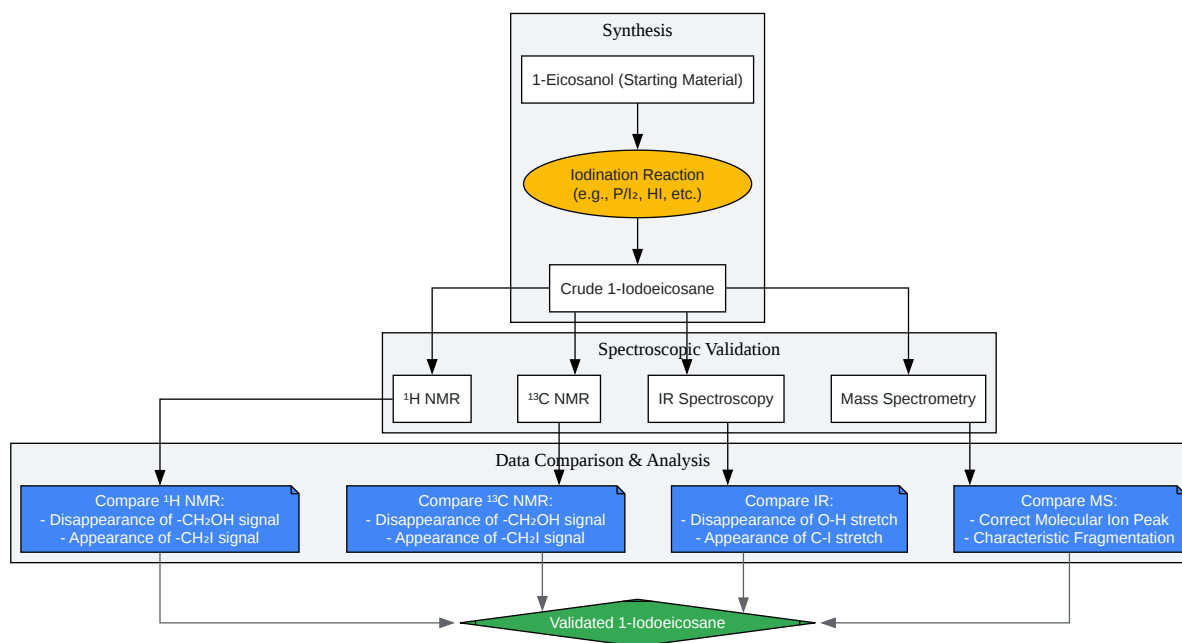 Synthesis
1-Eicosanol (Starting Material)
Iodination Reaction
(e.g., P/I₂, HI, etc.)
Crude 1-Iodoeicosane
Spectroscopic Validation
¹H NMR
¹³C NMR
IR Spectroscopy
Mass Spectrometry
Data Comparison & Analysis
Compare ¹H NMR:
- Disappearance of -CH₂OH signal
- Appearance of -CH₂I signal
Compare ¹³C NMR:
- Disappearance of -CH₂OH signal
- Appearance of -CH₂I signal
Compare IR:
- Disappearance of O-H stretch
- Appearance of C-I stretch
Compare MS:
- Correct Molecular Ion Peak
- Characteristic Fragmentation
Validated 1-Iodoeicosane